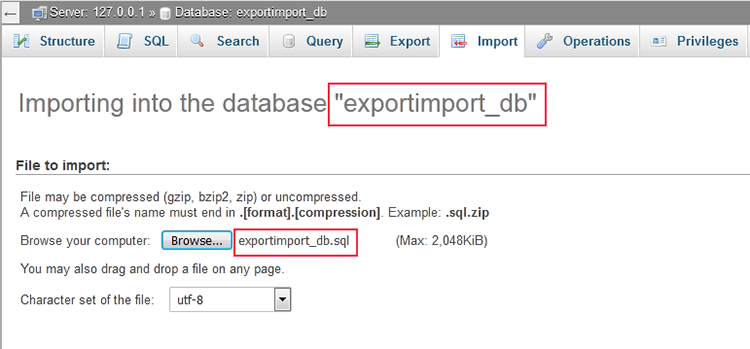 ← Server: 127.0.0.1 » Database: exportimport_db
Structure SQL Search Query Export Import Operations Privileges
Importing into the database "exportimport_db"
File to import:
File may be compressed (gzip, bzip2, zip) or uncompressed.
A compressed file's name must end in .[format].[compression]. Example: .sql.zip
Browse your computer: Browse... exportimport_db.sql (Max: 2,048KiB)
You may also drag and drop a file on any page.
Character set of the file: utf-8